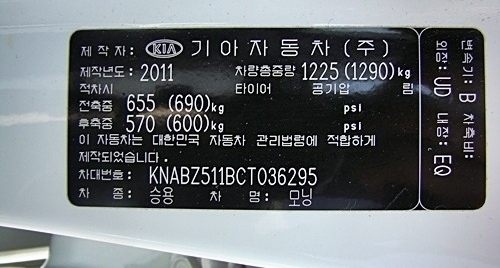 제 작 자: KIA 기아자동차(주)
제작년도: 2011 차량총중량 1225 (1290)kg
적차시 타이어 공기압 림
전축중 655 (690)kg psi
후축중 570 (600)kg psi
이 자동차는 대한민국 자동차 관리법령에 적합하게
제작되었습니다.
차대번호: KNABZ511BCT036295
차 종: 승용 차 명: 모닝
변속기: B 차축비:
외장: UD 내장: EQ